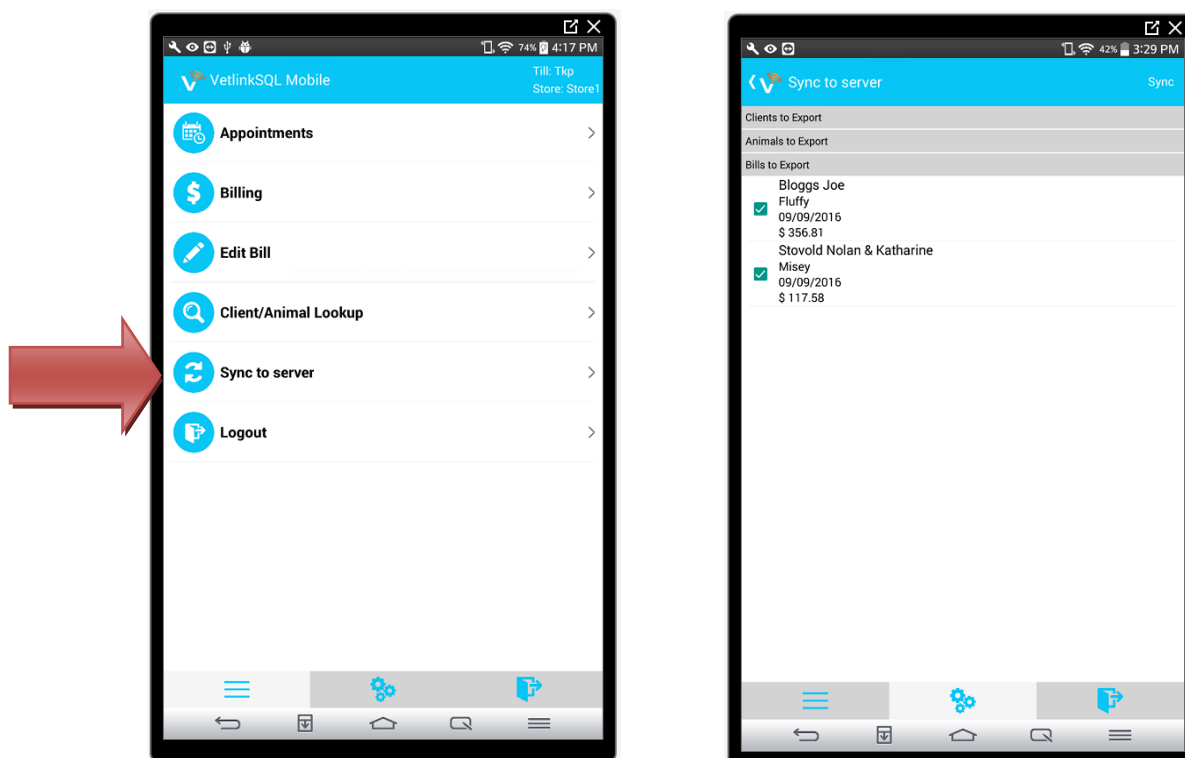 74% 4:17 PM
VetlinkSQL Mobile
Till: Tkp
Store: Store1
Appointments
Billing
Edit Bill
Client/Animal Lookup
Sync to server
Logout
42% 3:29 PM
Sync to server
Sync
Clients to Export
Animals to Export
Bills to Export
Bloggs Joe
Fluffy
09/09/2016
$ 356.81
Stovold Nolan & Katharine
Misey
09/09/2016
$ 117.58